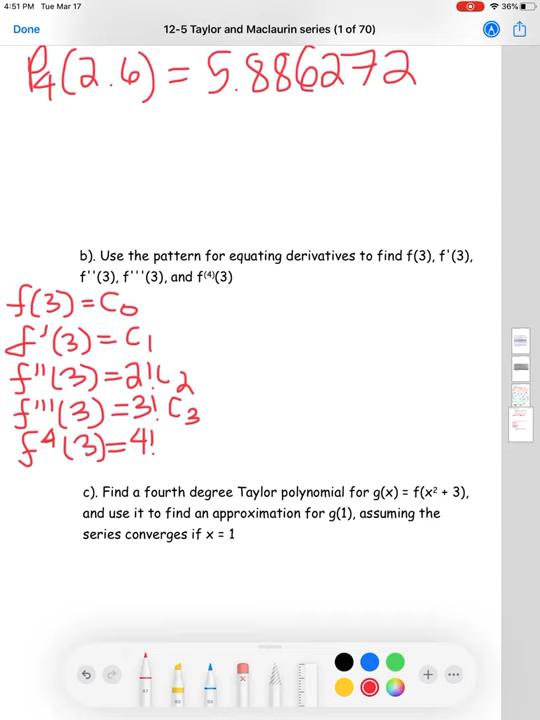 4:51 PM Tue Mar 17
36%
Done
12-5 Taylor and Maclaurin series (1 of 70)
P₄(2.6) = 5.886272
b). Use the pattern for equating derivatives to find f(3), f'(3),
f''(3), f'''(3), and f⁽⁴⁾(3)
f(3) = C₀
f'(3) = C₁
f''(3) = 2! C₂
f'''(3) = 3! C₃
f⁴(3) = 4!
c). Find a fourth degree Taylor polynomial for g(x) = f(x² + 3),
and use it to find an approximation for g(1), assuming the
series converges if x = 1